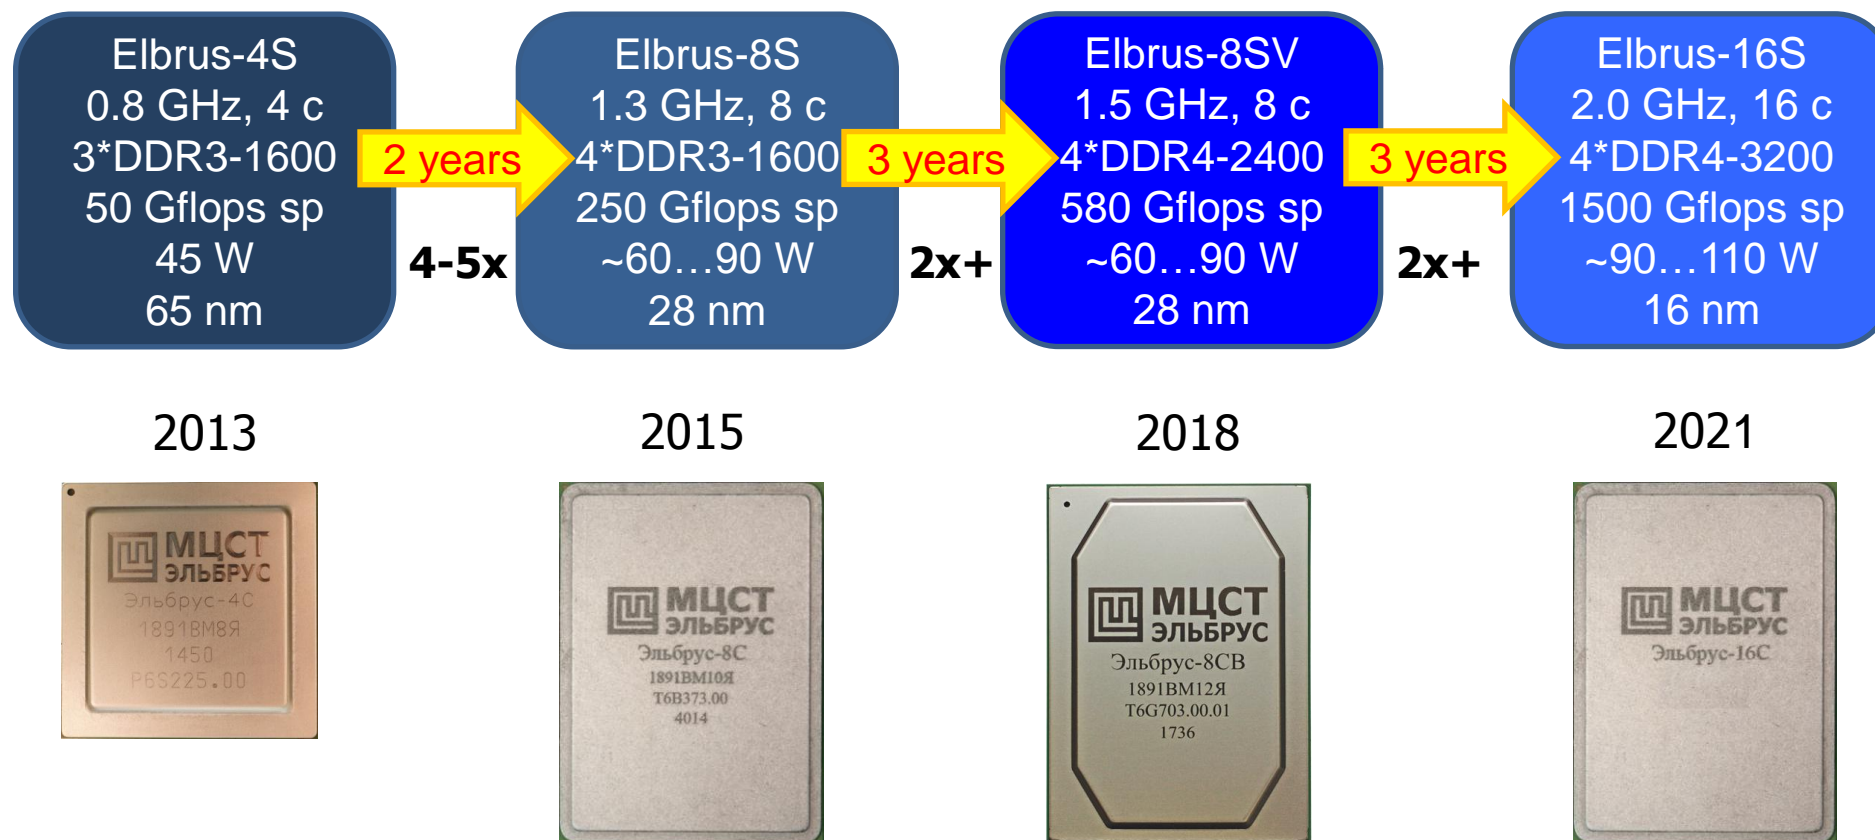 Elbrus-4S
0.8 GHz, 4 c
3*DDR3-1600
50 Gflops sp
45 W
65 nm
2 years
4-5x
Elbrus-8S
1.3 GHz, 8 c
4*DDR3-1600
250 Gflops sp
~60...90 W
28 nm
3 years
2x+
Elbrus-8SV
1.5 GHz, 8 c
4*DDR4-2400
580 Gflops sp
~60...90 W
28 nm
3 years
2x+
Elbrus-16S
2.0 GHz, 16 c
4*DDR4-3200
1500 Gflops sp
~90...110 W
16 nm
2013
2015
2018
2021
МЦСТ
ЭЛЬБРУС
Эльбрус-4С
1891ВМ8Я
1450
P6S225.00
МЦСТ
ЭЛЬБРУС
Эльбрус-8С
1891ВМ10Я
T6B373.00
4014
МЦСТ
ЭЛЬБРУС
Эльбрус-8СВ
1891ВМ12Я
T6G703.00.01
1736
МЦСТ
ЭЛЬБРУС
Эльбрус-16С